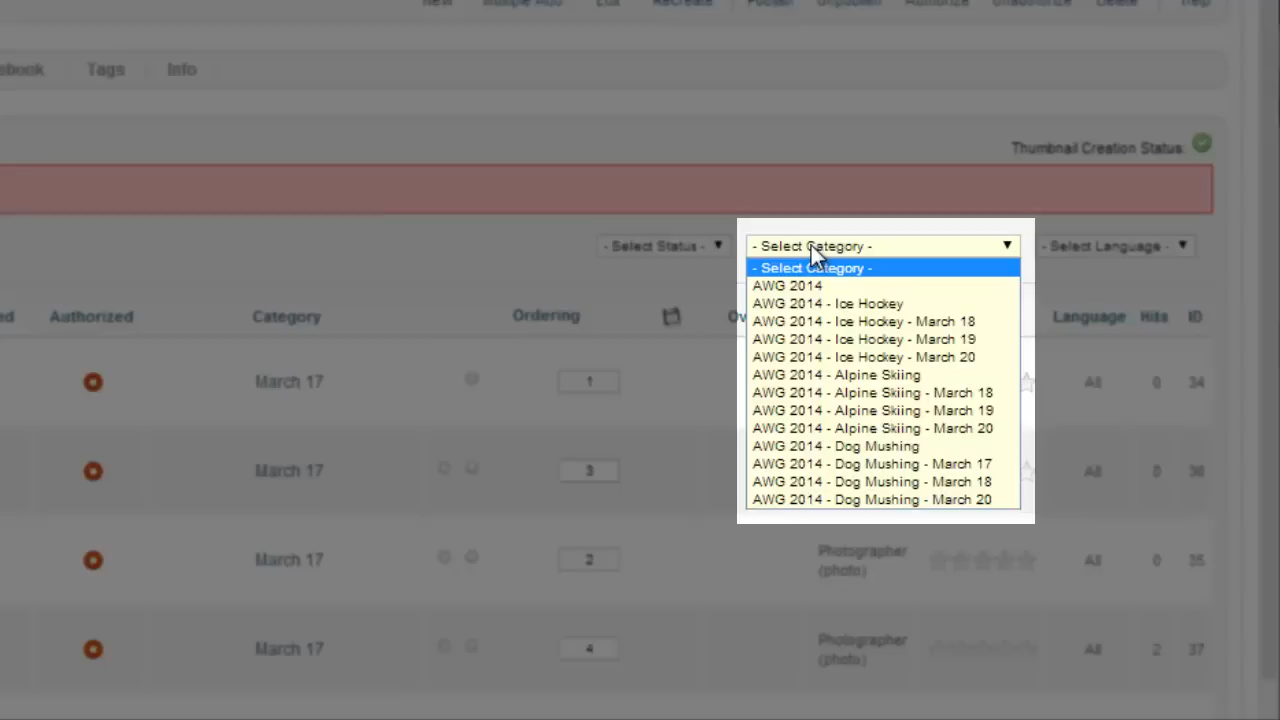 Tags Info
Thumbnail Creation Status:
- Select Status - - Select Category - - Select Language -
- Select Category -
AWG 2014
AWG 2014 - Ice Hockey
AWG 2014 - Ice Hockey - March 18
AWG 2014 - Ice Hockey - March 19
AWG 2014 - Ice Hockey - March 20
AWG 2014 - Alpine Skiing
AWG 2014 - Alpine Skiing - March 18
AWG 2014 - Alpine Skiing - March 19
AWG 2014 - Alpine Skiing - March 20
AWG 2014 - Dog Mushing
AWG 2014 - Dog Mushing - March 17
AWG 2014 - Dog Mushing - March 18
AWG 2014 - Dog Mushing - March 20
Authorized Category Ordering Language Hits ID
March 17 1 All 0 34
March 17 3 All 0
March 17 2 Photographer (photo) All 0 35
March 17 4 Photographer (photo) All 2 37